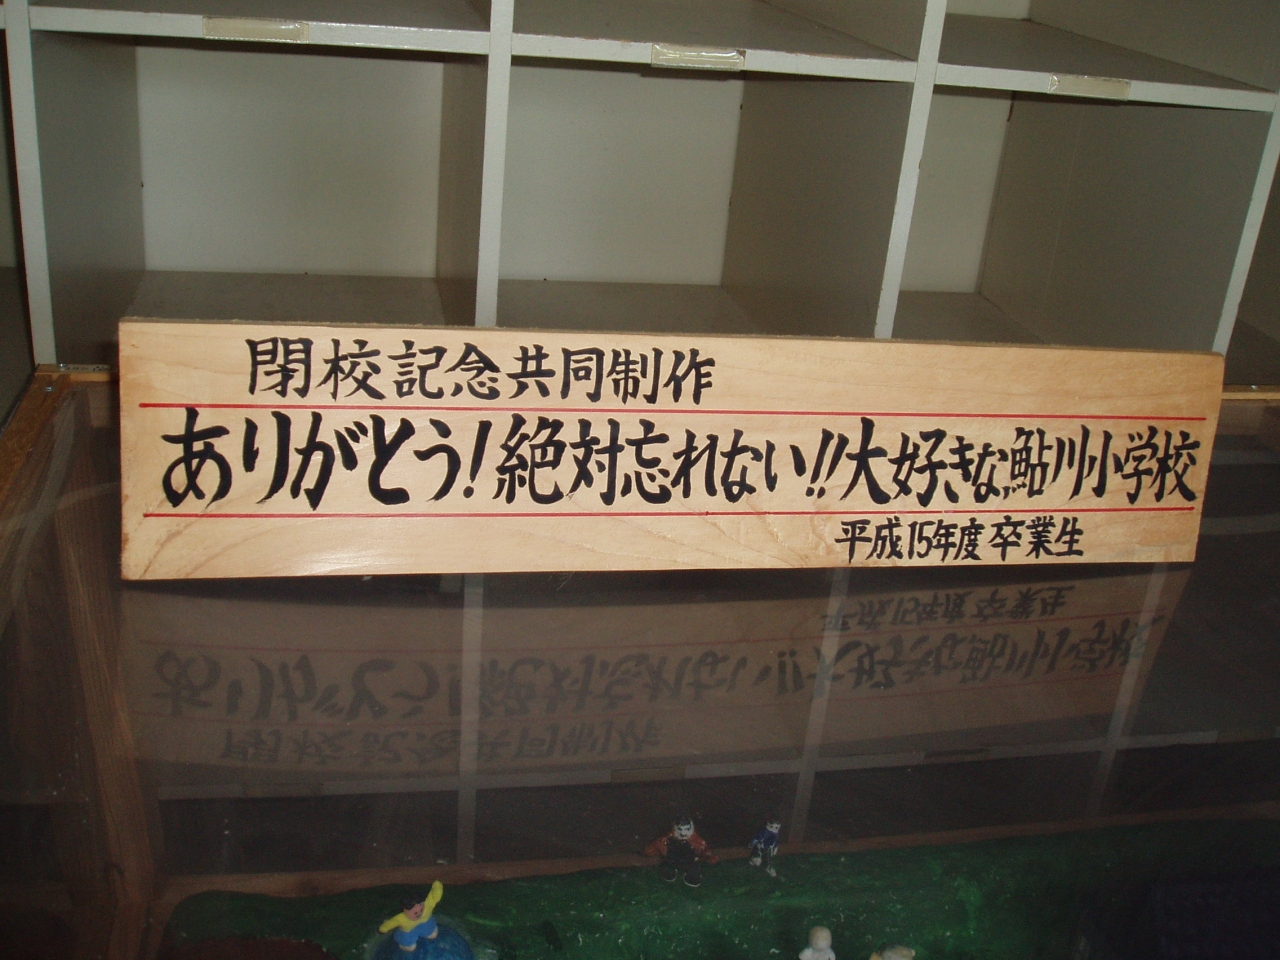 閉校記念共同制作
ありがとう!絶対忘れない!!大好きな鮎川小学校
平成15年度 卒業生